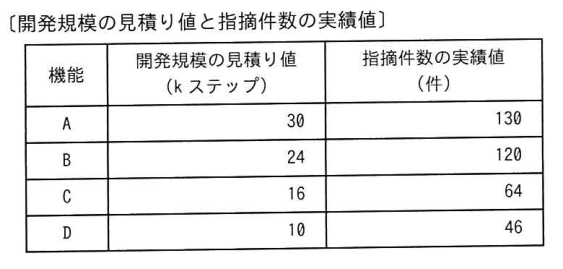 〔開発規模の見積り値と指摘件数の実績値〕
機能 開発規模の見積り値 指摘件数の実績値
（k ステップ） （件）
A 30 130
B 24 120
C 16 64
D 10 46